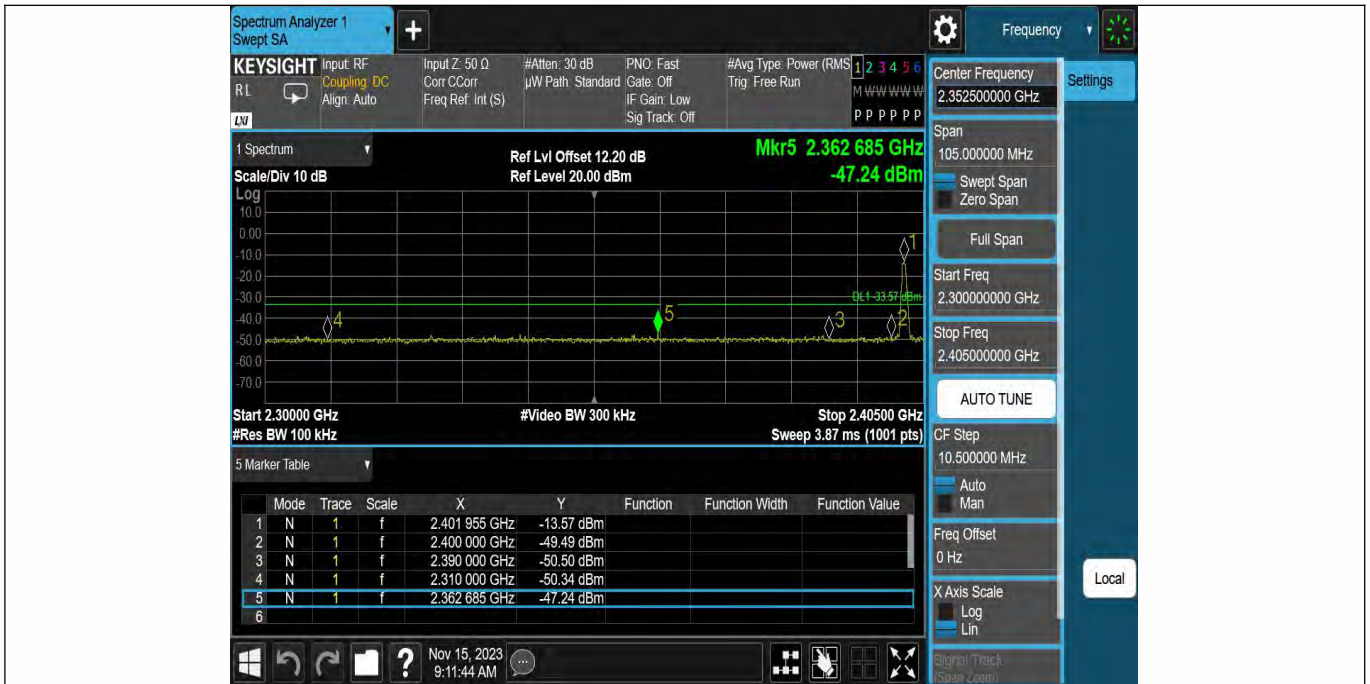 Spectrum Analyzer 1
Swept SA
+
Frequency
KEYSIGHT
RL
LXI
Input: RF
Coupling: DC
Align: Auto
Input Z: 50 Ω
Corr CCorr
Freq Ref: Int (S)
#Atten: 30 dB
µW Path: Standard
PNO: Fast
Gate: Off
IF Gain: Low
Sig Track: Off
#Avg Type: Power (RMS
Trig: Free Run
1 2 3 4 5 6
M W W W W W
P P P P P P
1 Spectrum
Scale/Div 10 dB
Ref Lvl Offset 12.20 dB
Ref Level 20.00 dBm
Mkr5 2.362 685 GHz
-47.24 dBm
Log
10.0
0.00
-10.0
-20.0
-30.0
-40.0
-50.0
-60.0
-70.0
1
DL1 -33.57 dBm
4
5
3
2
Start 2.30000 GHz
#Video BW 300 kHz
Stop 2.40500 GHz
#Res BW 100 kHz
Sweep 3.87 ms (1001 pts)
5 Marker Table
Mode Trace Scale X Y Function Function Width Function Value
1 N 1 f 2.401 955 GHz -13.57 dBm
2 N 1 f 2.400 000 GHz -49.49 dBm
3 N 1 f 2.390 000 GHz -50.50 dBm
4 N 1 f 2.310 000 GHz -50.34 dBm
5 N 1 f 2.362 685 GHz -47.24 dBm
6
?
Nov 15, 2023
9:11:44 AM
Center Frequency
2.352500000 GHz
Settings
Span
105.000000 MHz
Swept Span
Zero Span
Full Span
Start Freq
2.300000000 GHz
Stop Freq
2.405000000 GHz
AUTO TUNE
CF Step
10.500000 MHz
Auto
Man
Freq Offset
0 Hz
Local
X Axis Scale
Log
Lin
Signal Track
(Span Zoom)